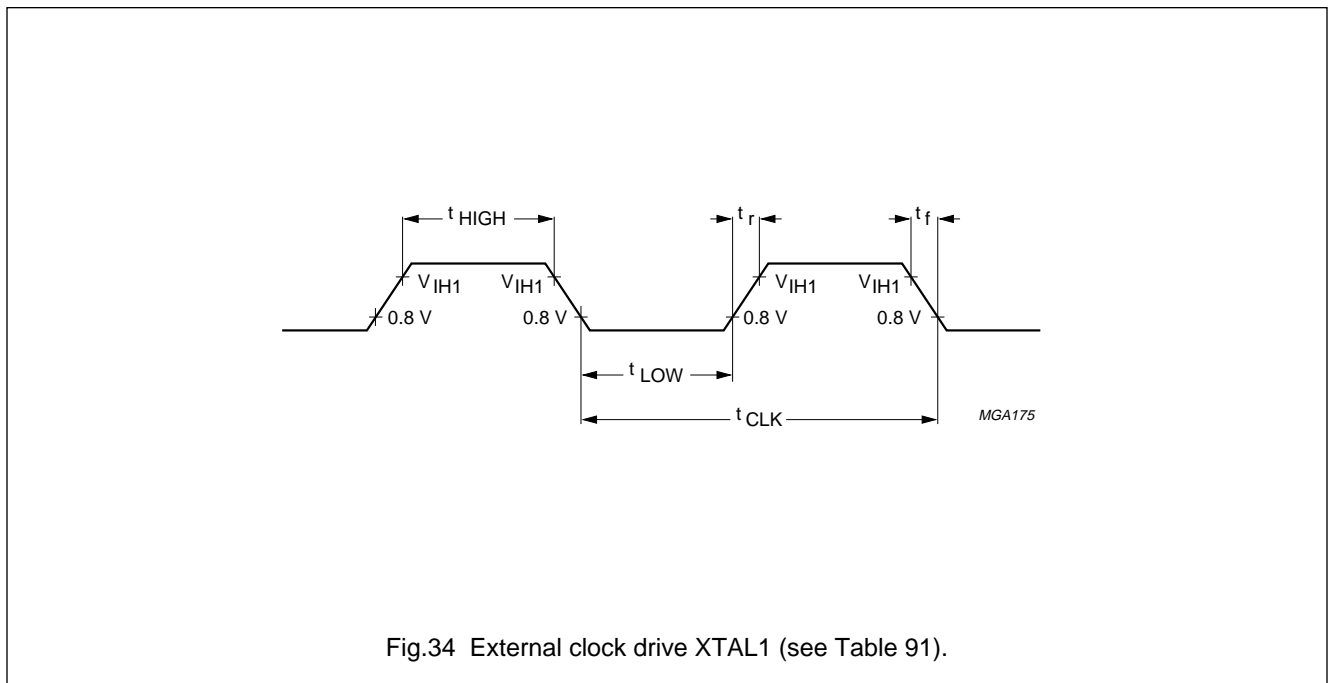 t HIGH
t r
t f
V IH1
V IH1
V IH1
V IH1
0.8 V
0.8 V
0.8 V
0.8 V
t LOW
t CLK
MGA175
Fig.34 External clock drive XTAL1 (see Table 91).